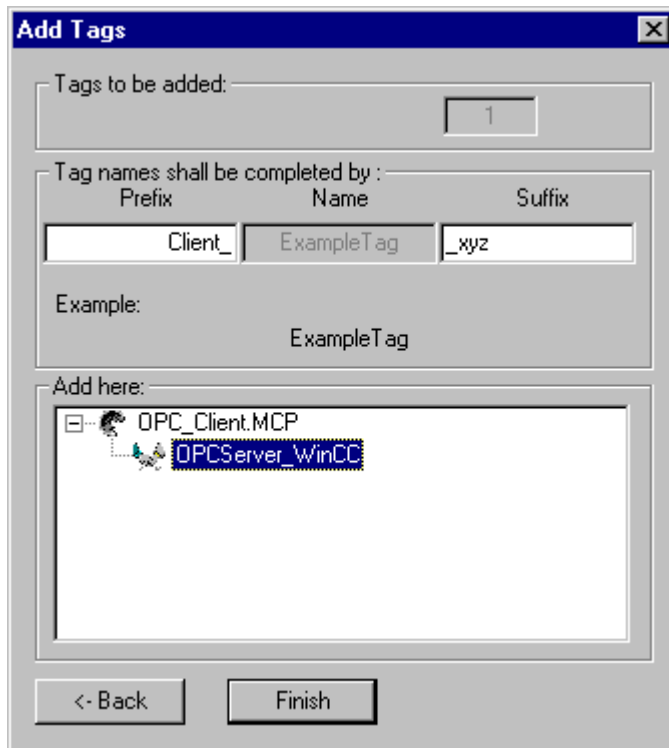 Add Tags
Tags to be added:
1
Tag names shall be completed by :
Prefix Name Suffix
Client_ ExampleTag _xyz
Example:
ExampleTag
Add here:
OPC_Client.MCP
OPCServer_WinCC
<- Back Finish